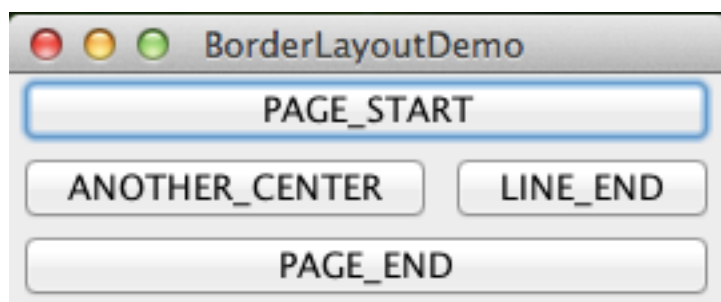 BorderLayoutDemo
PAGE_START
ANOTHER_CENTER LINE_END
PAGE_END